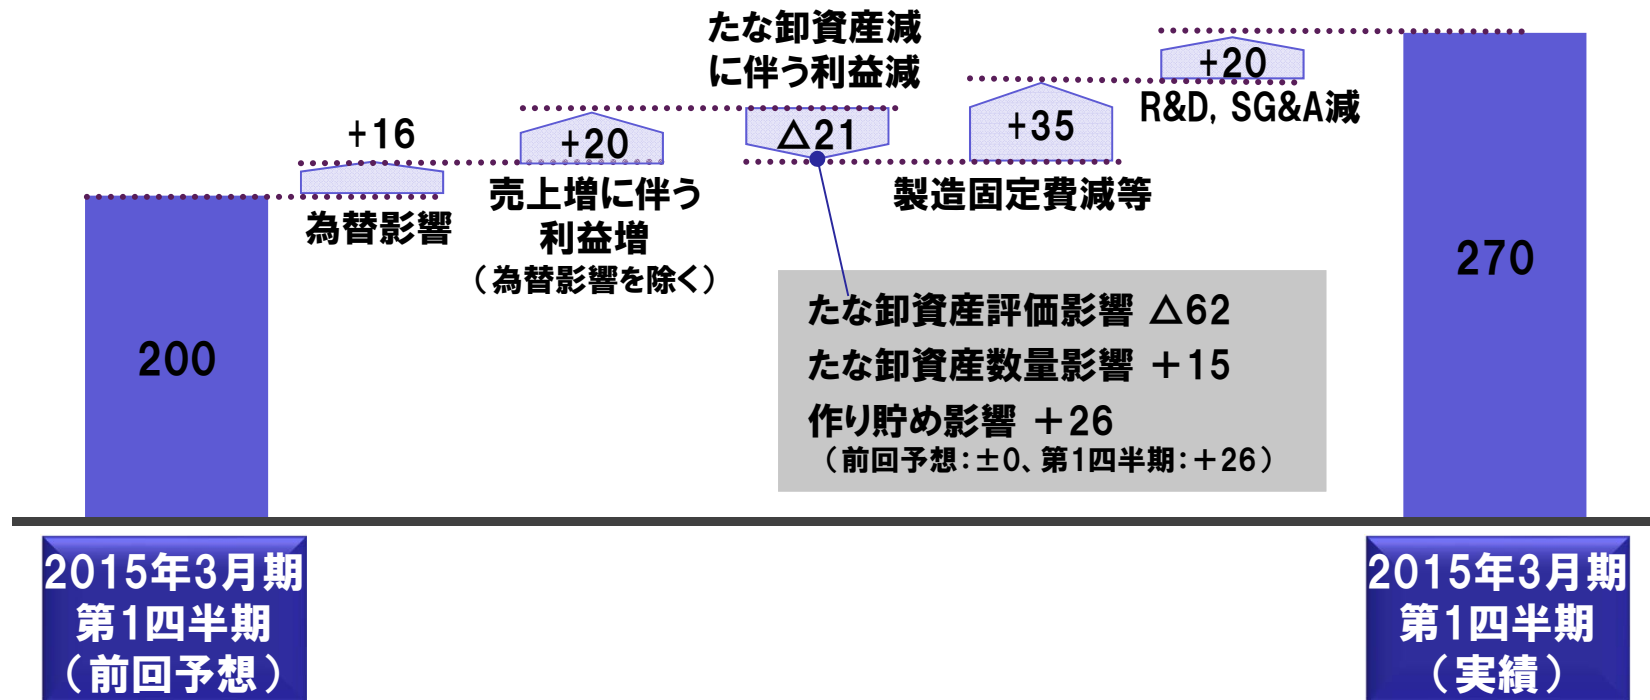 200
+16
為替影響
+20
売上増に伴う
利益増
（為替影響を除く）
たな卸資産減
に伴う利益減
△21
たな卸資産評価影響 △62
たな卸資産数量影響 ＋15
作り貯め影響 ＋26
（前回予想：±0、第1四半期：＋26）
+35
製造固定費減等
+20
R&D, SG&A減
270
2015年3月期
第1四半期
（前回予想）
2015年3月期
第1四半期
（実績）